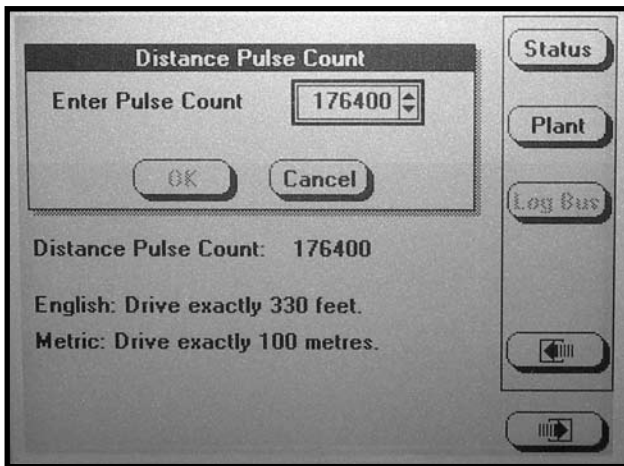 Distance Pulse Count
Enter Pulse Count 176400
OK Cancel
Distance Pulse Count: 176400
English: Drive exactly 330 feet.
Metric: Drive exactly 100 metres.
Status
Plant
Log Bus